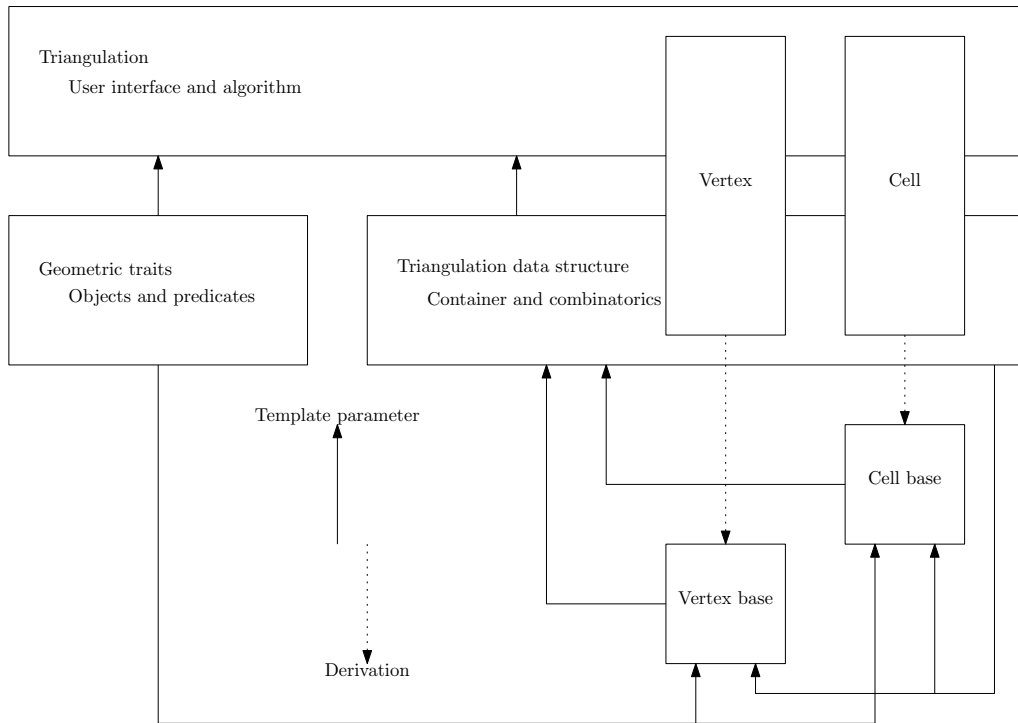 Triangulation
User interface and algorithm
Vertex
Cell
Geometric traits
Objects and predicates
Triangulation data structure
Container and combinatorics
Template parameter
Cell base
Vertex base
Derivation